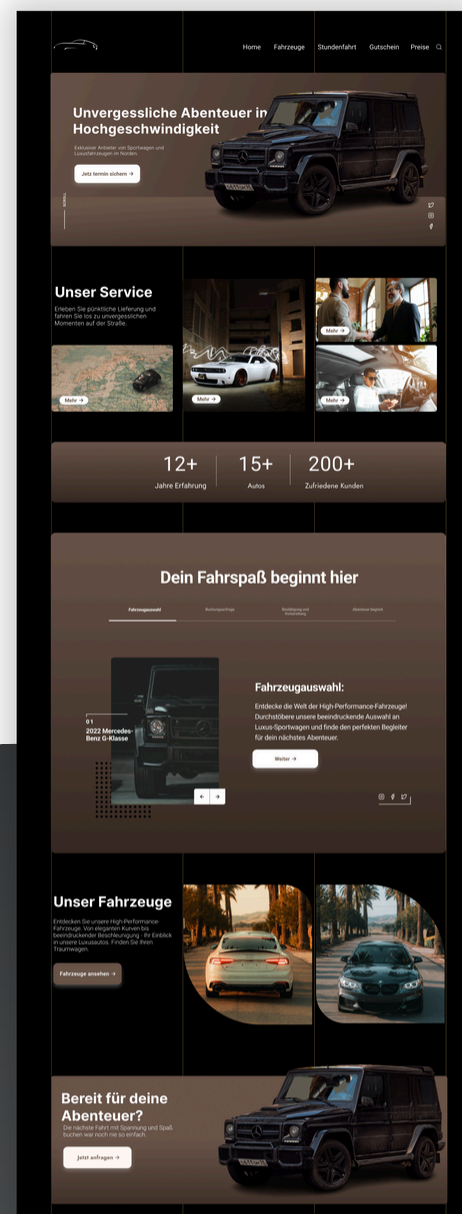 Home Fahrzeuge Stundenfahrt Gutschein Preise
Unvergessliche Abenteuer in
Hochgeschwindigkeit
Exklusiver Anbieter von Sportwagen und
Luxusfahrzeugen im Norden.
Jetz termin sichern →
Unser Service
Erleben Sie pünktliche Lieferung und
fahren Sie los zu unvergesslichen
Momenten auf der Straße.
Mehr →
Mehr →
Mehr →
Mehr →
12+
Jahre Erfahrung
15+
Autos
200+
Zufriedene Kunden
Dein Fahrspaß beginnt hier
Fahrzeugauswahl
Abenteuer beginnt
01
2022 Mercedes-
Benz G-Klasse
Fahrzeugauswahl:
Entdecke die Welt der High-Performance-Fahrzeuge!
Durchstöbere unsere beeindruckende Auswahl an
Luxus-Sportwagen und finde den perfekten Begleiter
für dein nächstes Abenteuer.
Weiter →
Unser Fahrzeuge
Entdecken Sie unsere High-Performance-
Fahrzeuge. Von eleganten Kurven bis
beeindruckender Beschleunigung - Ihr Einblick
in unsere Luxusautos. Finden Sie Ihren
Traumwagen.
Fahrzeuge ansehen →
Bereit für deine
Abenteuer?
Die nächste Fahrt mit Spannung und Spaß
buchen war noch nie so einfach.
Jetzt anfragen →